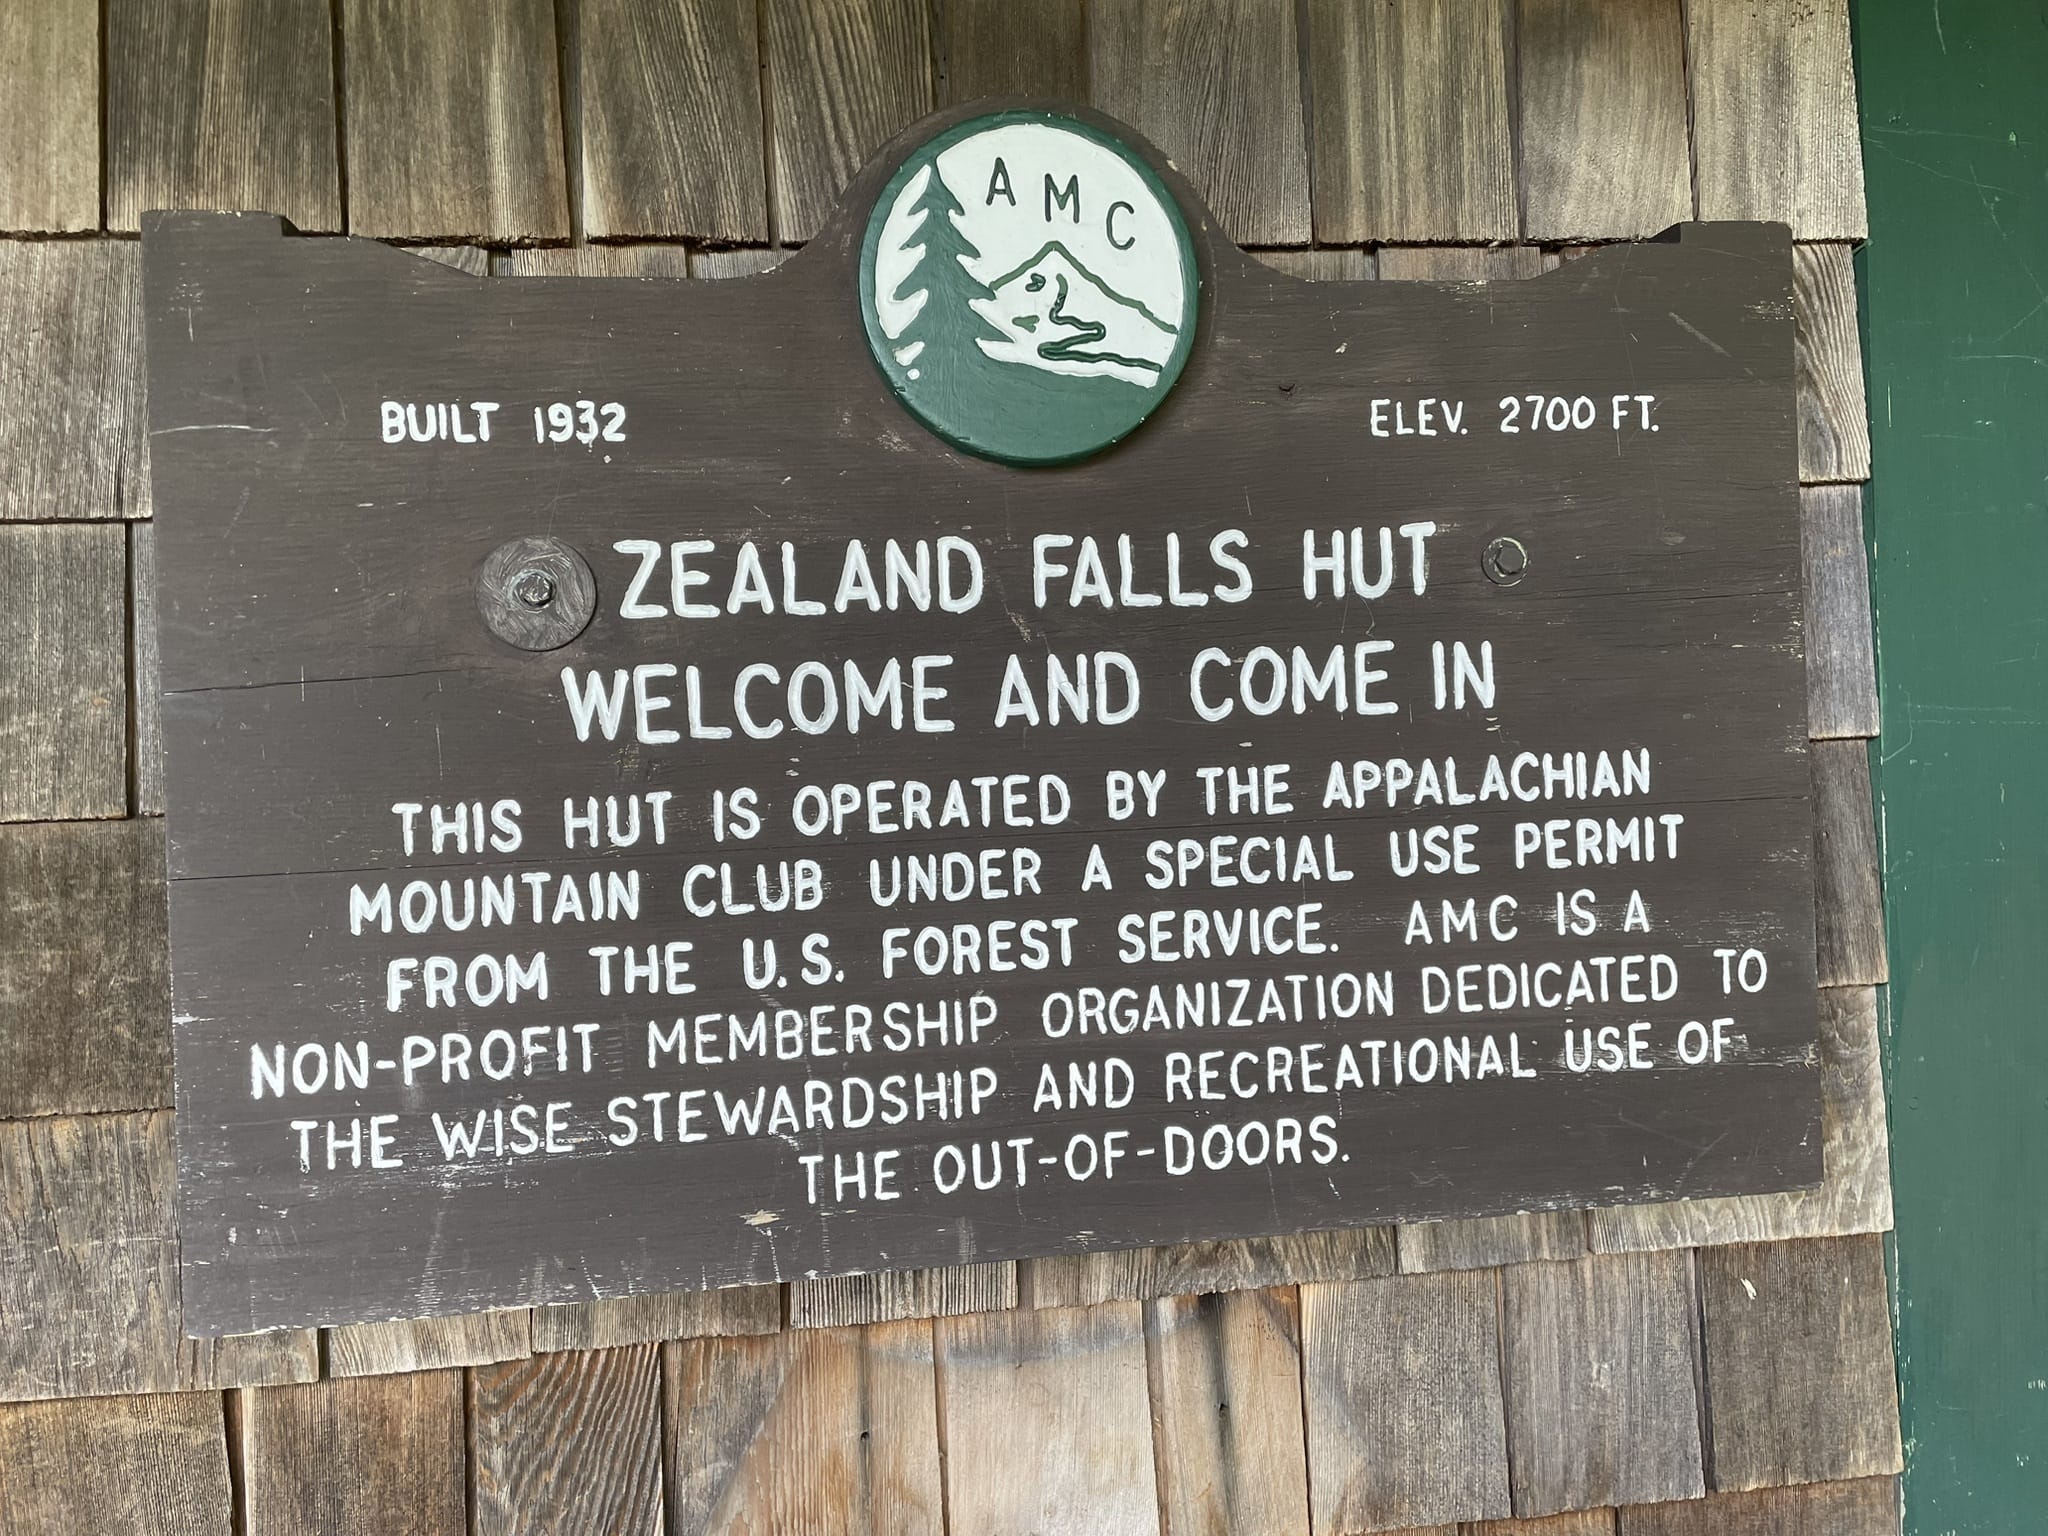 AMC
BUILT 1932
ELEV. 2700 FT.
ZEALAND FALLS HUT
WELCOME AND COME IN
THIS HUT IS OPERATED BY THE APPALACHIAN
MOUNTAIN CLUB UNDER A SPECIAL USE PERMIT
FROM THE U.S. FOREST SERVICE. AMC IS A
NON-PROFIT MEMBERSHIP ORGANIZATION DEDICATED TO
THE WISE STEWARDSHIP AND RECREATIONAL USE OF
THE OUT-OF-DOORS.